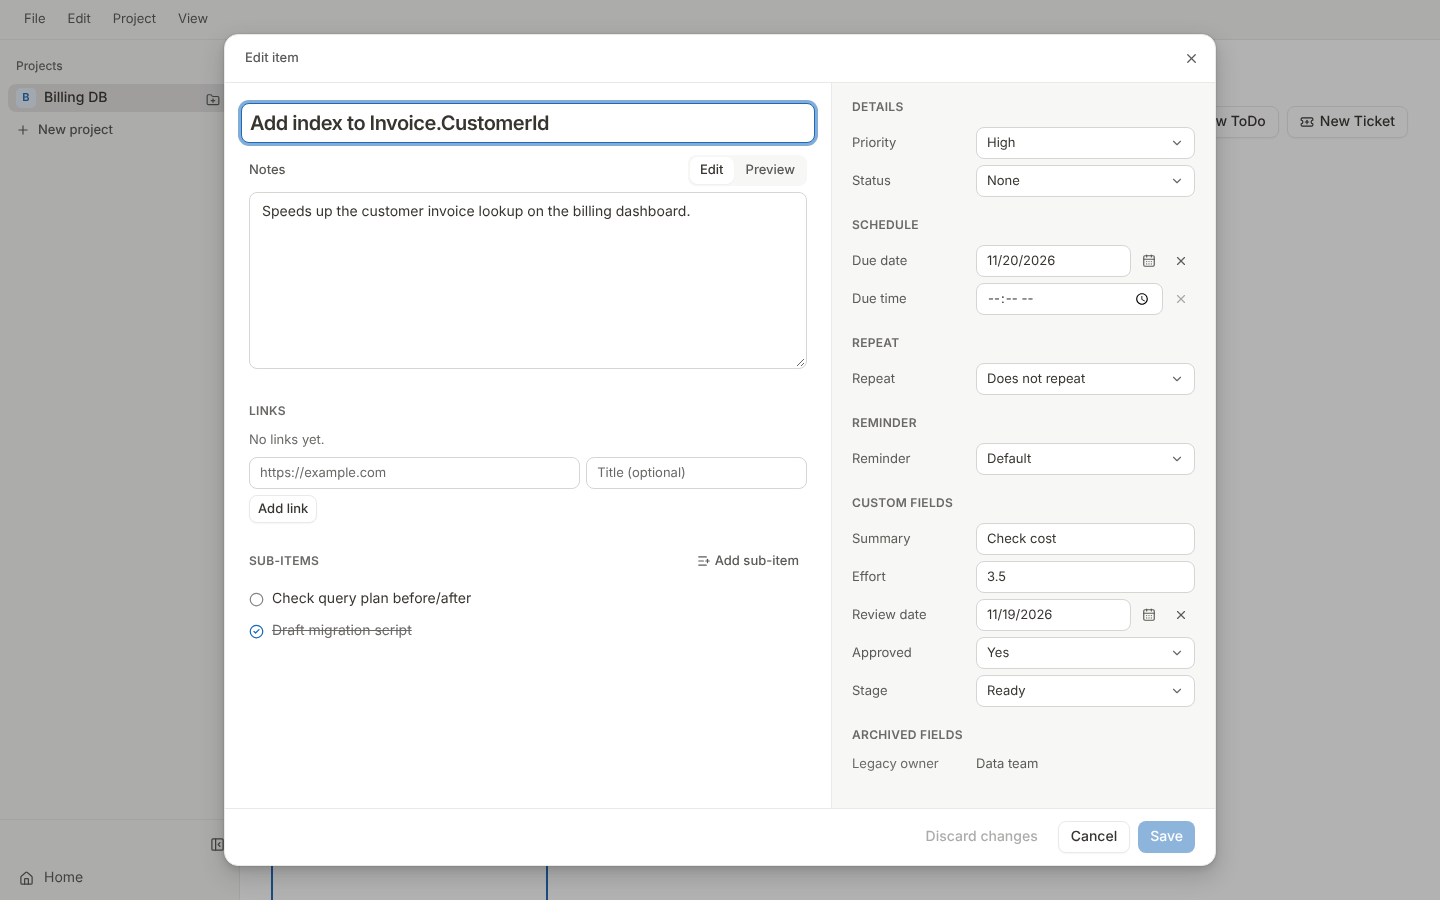 File Edit Project View
Projects
B Billing DB
New project
Home
New Ticket
ToDo
Edit item
Add index to Invoice.CustomerId
Notes
Edit Preview
Speeds up the customer invoice lookup on the billing dashboard.
LINKS
No links yet.
https://example.com
Title (optional)
Add link
SUB-ITEMS
Add sub-item
Check query plan before/after
Draft migration script
DETAILS
Priority High
Status None
SCHEDULE
Due date 11/20/2026
Due time --:-- --
REPEAT
Repeat Does not repeat
REMINDER
Reminder Default
CUSTOM FIELDS
Summary Check cost
Effort 3.5
Review date 11/19/2026
Approved Yes
Stage Ready
ARCHIVED FIELDS
Legacy owner Data team
Discard changes Cancel Save